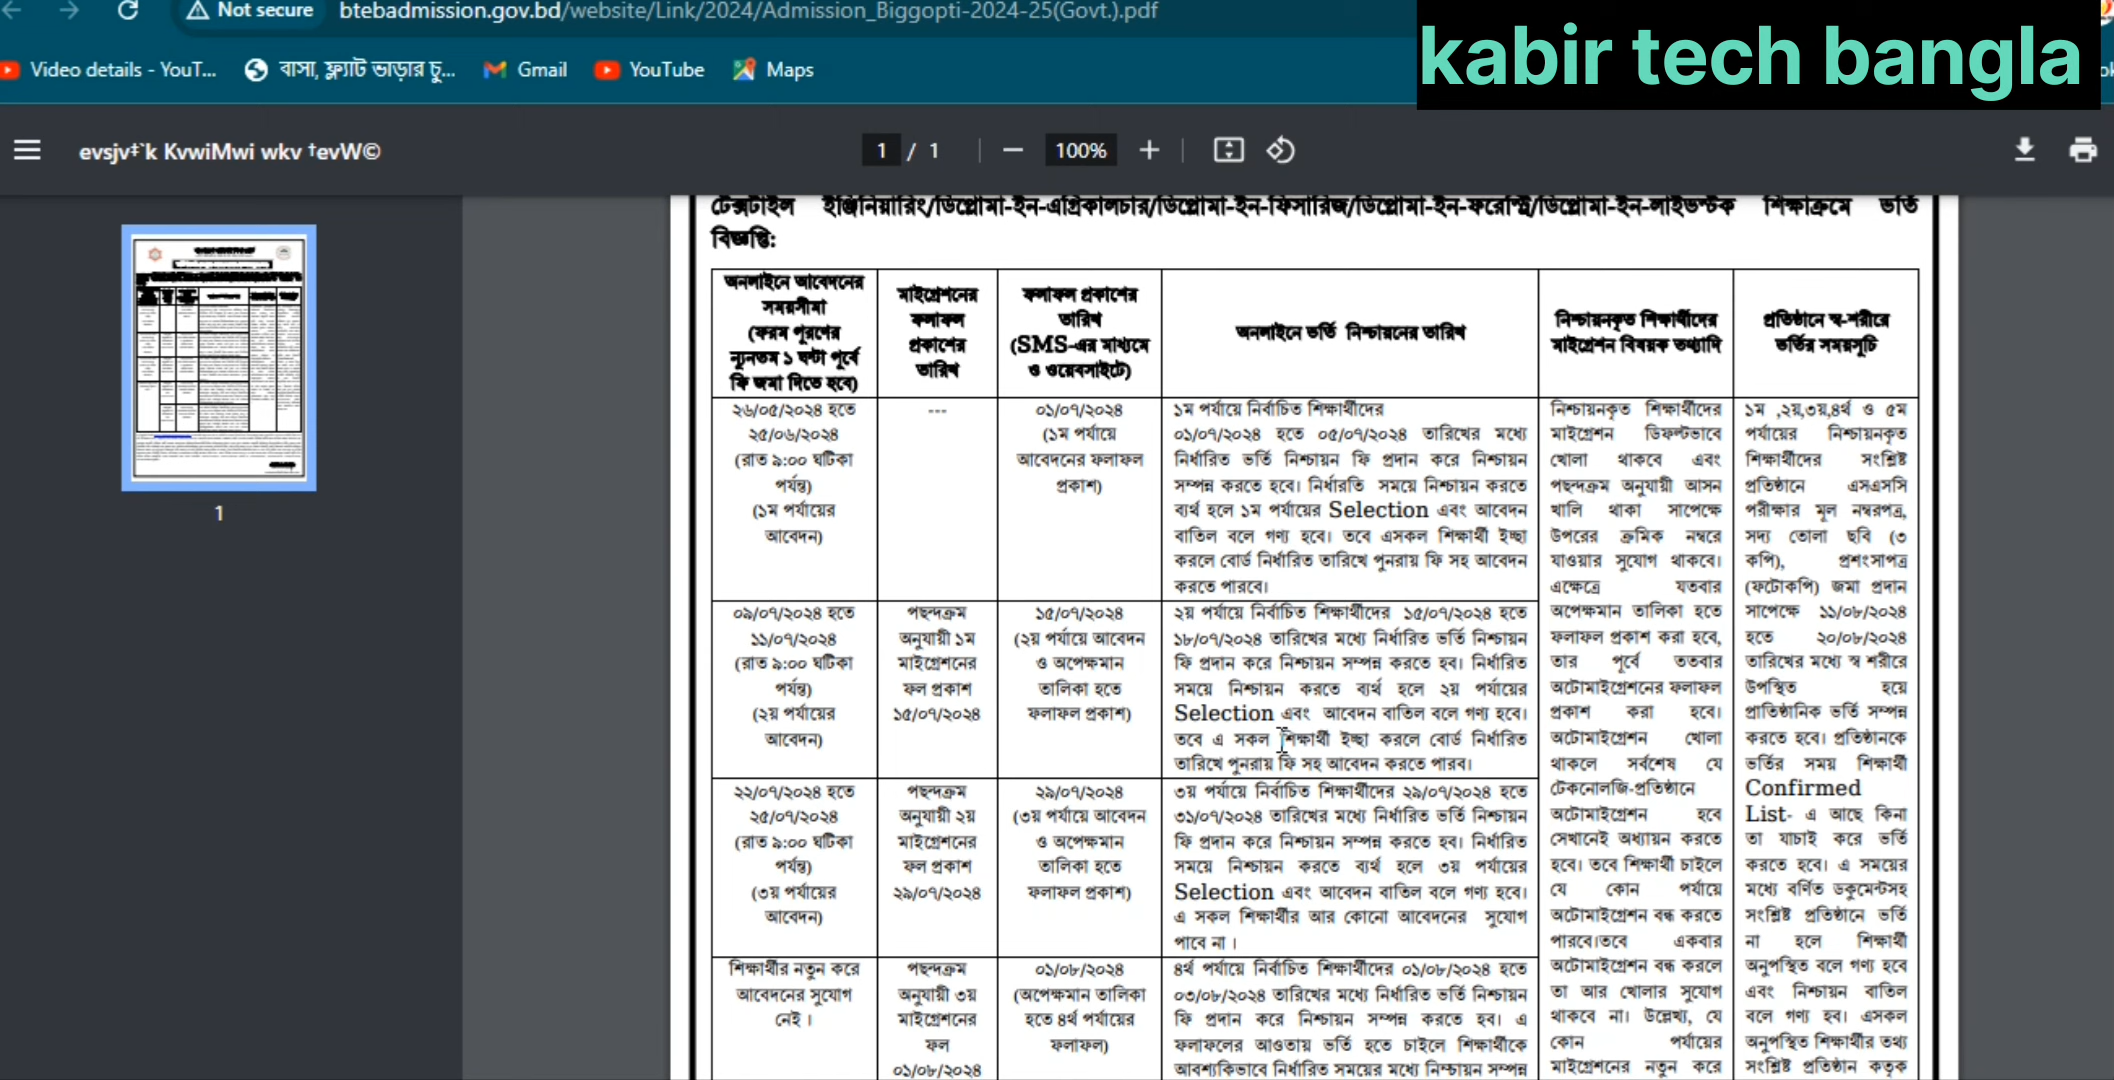 Not secure
btebadmission.gov.bd/website/Link/2024/Admission_Biggopti-2024-25(Govt.).pdf
kabir tech bangla
Video details - YouT...
বাসা, ফ্ল্যাট ভাড়ার চু...
Gmail
YouTube
Maps
evsjv‡`k KvwiMwi wkv †evW©
1 / 1
100%
1
টেক্সটাইল ইঞ্জিনিয়ারিং/ডিপ্লোমা-ইন-এগ্রিকালচার/ডিপ্লোমা-ইন-ফিসারিজ/ডিপ্লোমা-ইন-ফরেস্ট্রি/ডিপ্লোমা-ইন-লাইভস্টক শিক্ষাক্রমে ভর্তি
বিজ্ঞপ্তি:
অনলাইনে আবেদনের
সময়সীমা
(ফরম পূরণের
ন্যূনতম ১ ঘন্টা পূর্বে
ফি জমা দিতে হবে)
মাইগ্রেশনের
ফলাফল
প্রকাশের
তারিখ
ফলাফল প্রকাশের
তারিখ
(SMS-এর মাধ্যমে
ও ওয়েবসাইটে)
অনলাইনে ভর্তি নিশ্চায়নের তারিখ
নিশ্চায়নকৃত শিক্ষার্থীদের
মাইগ্রেশন বিষয়ক তথ্যাদি
প্রতিষ্ঠানে স্ব-শরীরে
ভর্তির সময়সূচি
২৬/০৫/২০২৪ হতে
২৫/০৬/২০২৪
(রাত ৯:০০ ঘটিকা
পর্যন্ত)
(১ম পর্যায়ের
আবেদন)
---
০১/০৭/২০২৪
(১ম পর্যায়ে
আবেদনের ফলাফল
প্রকাশ)
১ম পর্যায়ে নির্বাচিত শিক্ষার্থীদের
০১/০৭/২০২৪ হতে ০৫/০৭/২০২৪ তারিখের মধ্যে
নির্ধারিত ভর্তি নিশ্চায়ন ফি প্রদান করে নিশ্চায়ন
সম্পন্ন করতে হবে। নির্ধারতি সময়ে নিশ্চায়ন করতে
ব্যর্থ হলে ১ম পর্যায়ের Selection এবং আবেদন
বাতিল বলে গণ্য হবে। তবে এসকল শিক্ষার্থী ইচ্ছা
করলে বোর্ড নির্ধারিত তারিখে পুনরায় ফি সহ আবেদন
করতে পারবে।
০৯/০৭/২০২৪ হতে
১১/০৭/২০২৪
(রাত ৯:০০ ঘটিকা
পর্যন্ত)
(২য় পর্যায়ের
আবেদন)
পছন্দক্রম
অনুযায়ী ১ম
মাইগ্রেশনের
ফল প্রকাশ
১৫/০৭/২০২৪
১৫/০৭/২০২৪
(২য় পর্যায়ে আবেদন
ও অপেক্ষমান
তালিকা হতে
ফলাফল প্রকাশ)
২য় পর্যায়ে নির্বাচিত শিক্ষার্থীদের ১৫/০৭/২০২৪ হতে
১৮/০৭/২০২৪ তারিখের মধ্যে নির্ধারিত ভর্তি নিশ্চায়ন
ফি প্রদান করে নিশ্চায়ন সম্পন্ন করতে হব। নির্ধারিত
সময়ে নিশ্চায়ন করতে ব্যর্থ হলে ২য় পর্যায়ের
Selection এবং আবেদন বাতিল বলে গণ্য হবে।
তবে এ সকল শিক্ষার্থী ইচ্ছা করলে বোর্ড নির্ধারিত
তারিখে পুনরায় ফি সহ আবেদন করতে পারব।
২২/০৭/২০২৪ হতে
২৫/০৭/২০২৪
(রাত ৯:০০ ঘটিকা
পর্যন্ত)
(৩য় পর্যায়ের
আবেদন)
পছন্দক্রম
অনুযায়ী ২য়
মাইগ্রেশনের
ফল প্রকাশ
২৯/০৭/২০২৪
২৯/০৭/২০২৪
(৩য় পর্যায়ে আবেদন
ও অপেক্ষমান
তালিকা হতে
ফলাফল প্রকাশ)
৩য় পর্যায়ে নির্বাচিত শিক্ষার্থীদের ২৯/০৭/২০২৪ হতে
৩১/০৭/২০২৪ তারিখের মধ্যে নির্ধারিত ভর্তি নিশ্চায়ন
ফি প্রদান করে নিশ্চায়ন সম্পন্ন করতে হব। নির্ধারিত
সময়ে নিশ্চায়ন করতে ব্যর্থ হলে ৩য় পর্যায়ের
Selection এবং আবেদন বাতিল বলে গণ্য হবে।
এ সকল শিক্ষার্থীর আর কোনো আবেদনের সুযোগ
পাবে না।
শিক্ষার্থীর নতুন করে
আবেদনের সুযোগ
নেই।
পছন্দক্রম
অনুযায়ী ৩য়
মাইগ্রেশনের
ফল
০১/০৮/২০২৪
০১/০৮/২০২৪
(অপেক্ষমান তালিকা
হতে ৪র্থ পর্যায়ের
ফলাফল)
৪র্থ পর্যায়ে নির্বাচিত শিক্ষার্থীদের ০১/০৮/২০২৪ হতে
০৩/০৮/২০২৪ তারিখের মধ্যে নির্ধারিত ভর্তি নিশ্চায়ন
ফি প্রদান করে নিশ্চায়ন সম্পন্ন করতে হব। এ
ফলাফলের আওতায় ভর্তি হতে চাইলে শিক্ষার্থীকে
আবশ্যিকভাবে নির্ধারিত সময়ের মধ্যে নিশ্চায়ন সম্পন্ন
নিশ্চায়নকৃত শিক্ষার্থীদের
মাইগ্রেশন ডিফল্টভাবে
খোলা থাকবে এবং
পছন্দক্রম অনুযায়ী আসন
খালি থাকা সাপেক্ষে
উপরের ক্রমিক নম্বরে
যাওয়ার সুযোগ থাকবে।
এক্ষেত্রে যতবার
অপেক্ষমান তালিকা হতে
ফলাফল প্রকাশ করা হবে,
তার পূর্বে ততবার
অটোমাইগ্রেশনের ফলাফল
প্রকাশ করা হবে।
অটোমাইগ্রেশন খোলা
থাকলে সর্বশেষ যে
টেকনোলজি-প্রতিষ্ঠানে
অটোমাইগ্রেশন হবে
সেখানেই অধ্যায়ন করতে
হবে। তবে শিক্ষার্থী চাইলে
যে কোন পর্যায়ে
অটোমাইগ্রেশন বন্ধ করতে
পারবে।তবে একবার
অটোমাইগ্রেশন বন্ধ করলে
তা আর খোলার সুযোগ
থাকবে না। উল্লেখ্য, যে
কোন পর্যায়ের
মাইগ্রেশনের নতুন করে
১ম ,২য়,৩য়,৪র্থ ও ৫ম
পর্যায়ের নিশ্চায়নকৃত
শিক্ষার্থীদের সংশ্লিষ্ট
প্রতিষ্ঠানে এসএসসি
পরীক্ষার মূল নম্বরপত্র,
সদ্য তোলা ছবি (৩
কপি), প্রশংসাপত্র
(ফটোকপি) জমা প্রদান
সাপেক্ষে ১১/০৮/২০২৪
হতে ২০/০৮/২০২৪
তারিখের মধ্যে স্ব শরীরে
উপস্থিত হয়ে
প্রাতিষ্ঠানিক ভর্তি সম্পন্ন
করতে হবে। প্রতিষ্ঠানকে
ভর্তির সময় শিক্ষার্থী
Confirmed
List- এ আছে কিনা
তা যাচাই করে ভর্তি
করতে হবে। এ সময়ের
মধ্যে বর্ণিত ডকুমেন্টসহ
সংশ্লিষ্ট প্রতিষ্ঠানে ভর্তি
না হলে শিক্ষার্থী
অনুপস্থিত বলে গণ্য হবে
এবং নিশ্চায়ন বাতিল
বলে গণ্য হব। এসকল
অনুপস্থিত শিক্ষার্থীর তথ্য
সংশ্লিষ্ট প্রতিষ্ঠান কতৃক